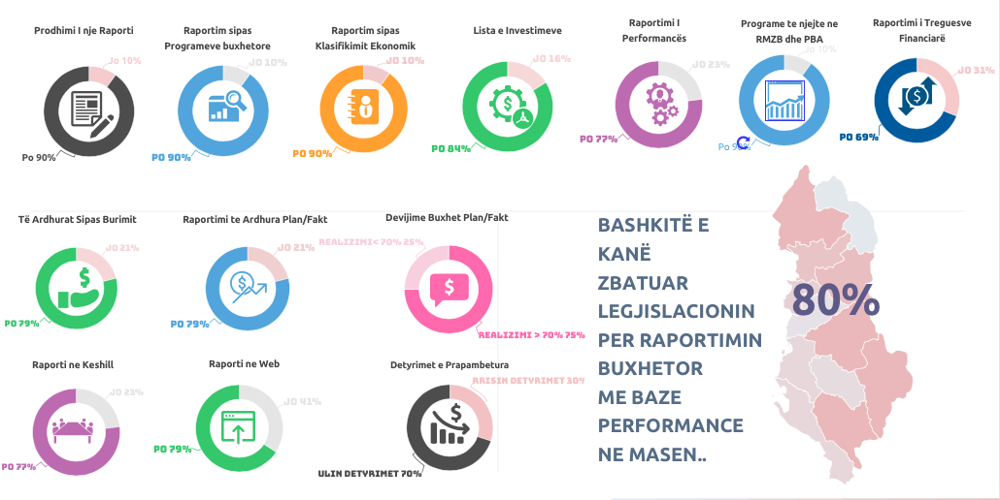 Prodhimi I nje Raporti
Jo 10%
Po 90%
Raportim sipas
Programeve buxhetore
JO 10%
PO 90%
Raportim sipas
Klasifikimit Ekonomik
JO 10%
PO 90%
Lista e Investimeve
JO 16%
PO 84%
Raportimi I
Performancës
JO 23%
PO 77%
Programe te njejte ne
RMZB dhe PBA
Jo 10%
Po 90%
Raportimi i Treguesve
Financiarë
JO 31%
PO 69%
Të Ardhurat Sipas Burimit
JO 21%
PO 79%
Raportimi te Ardhura Plan/Fakt
JO 21%
PO 79%
Devijime Buxhet Plan/Fakt
REALIZIMI< 70% 25%
REALIZIMI > 70% 75%
Raporti ne Keshill
JO 23%
PO 77%
Raporti ne Web
JO 41%
PO 79%
Detyrimet e Prapambetura
RRISIN DETYRIMET 30%
ULIN DETYRIMET 70%
BASHKITË E
KANË
ZBATUAR
LEGJISLACIONIN
PER RAPORTIMIN
BUXHETOR
ME BAZE
PERFORMANCE
NE MASEN..
80%